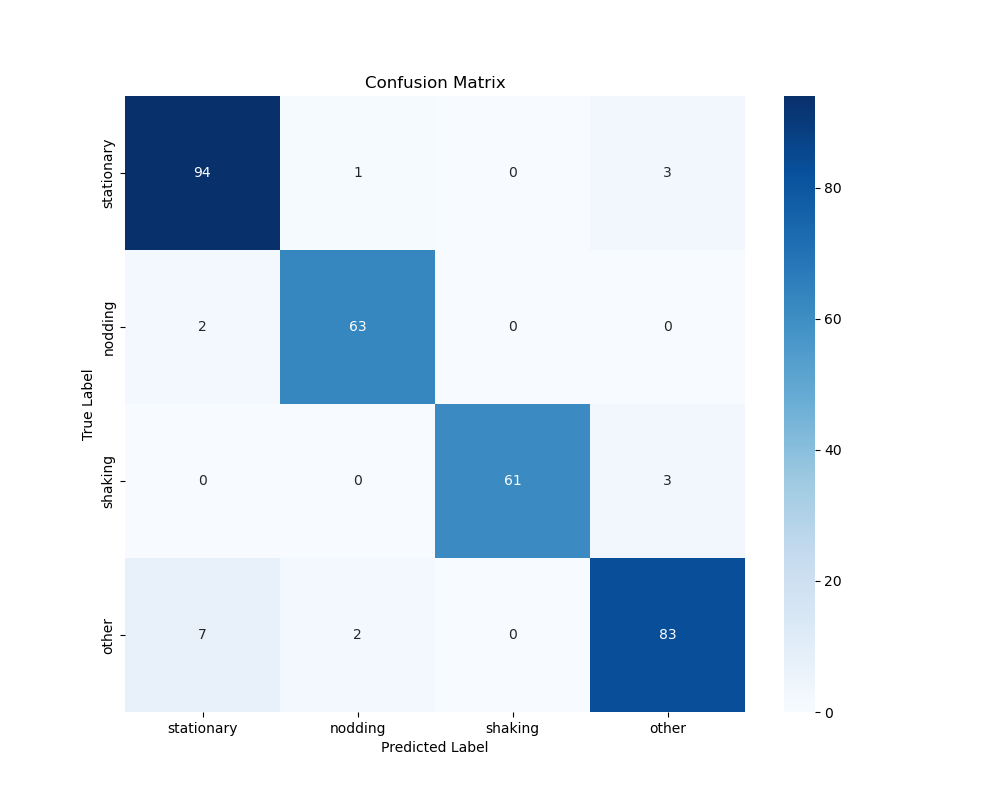 Confusion Matrix
True Label
stationary
94 1 0 3
nodding
2 63 0 0
shaking
0 0 61 3
other
7 2 0 83
stationary nodding shaking other
Predicted Label
80
60
40
20
0